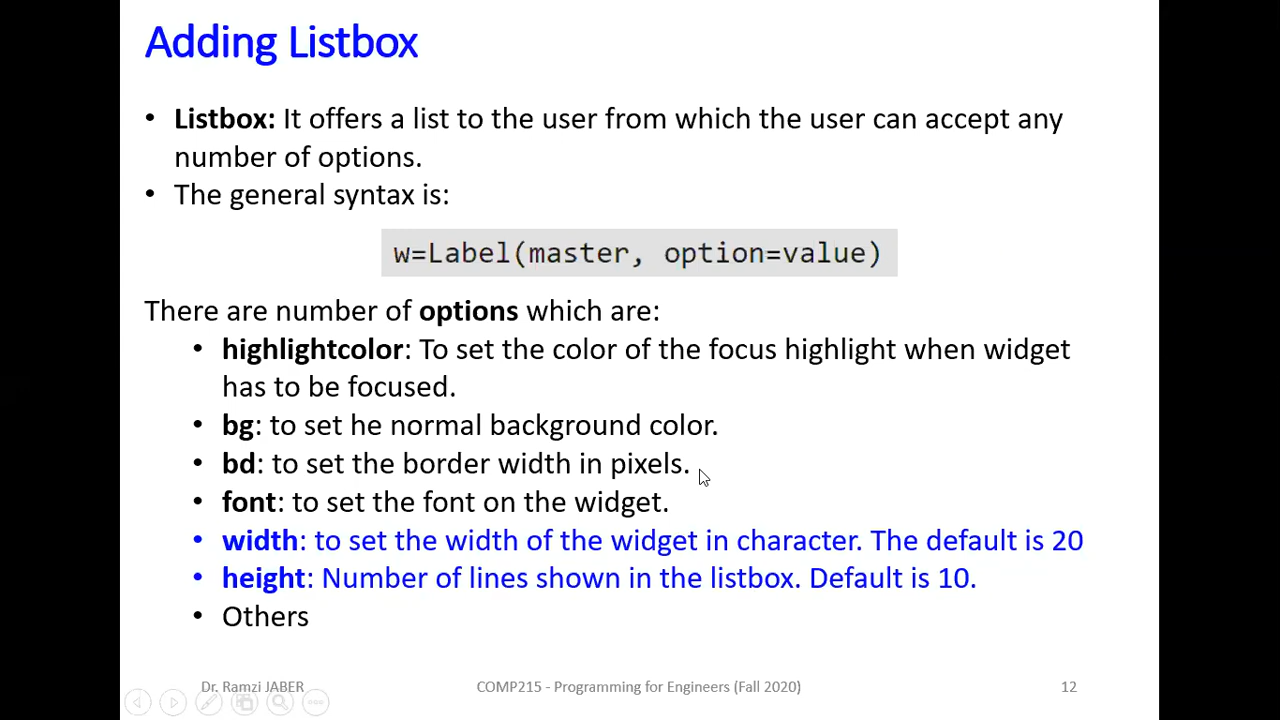 Adding Listbox
• Listbox: It offers a list to the user from which the user can accept any
number of options.
• The general syntax is:
w=Label(master, option=value)
There are number of options which are:
• highlightcolor: To set the color of the focus highlight when widget
has to be focused.
• bg: to set he normal background color.
• bd: to set the border width in pixels.
• font: to set the font on the widget.
• width: to set the width of the widget in character. The default is 20
• height: Number of lines shown in the listbox. Default is 10.
• Others
Dr. Ramzi JABER COMP215 - Programming for Engineers (Fall 2020) 12